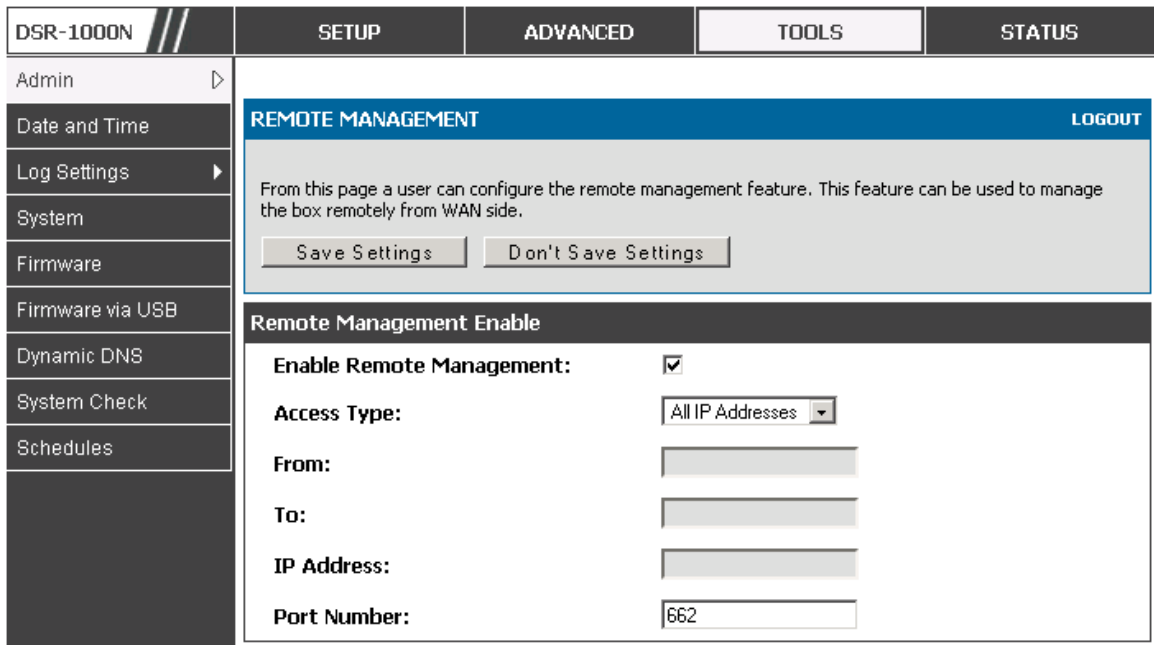 DSR-1000N
SETUP
ADVANCED
TOOLS
STATUS
Admin
Date and Time
Log Settings
System
Firmware
Firmware via USB
Dynamic DNS
System Check
Schedules
REMOTE MANAGEMENT
LOGOUT
From this page a user can configure the remote management feature. This feature can be used to manage
the box remotely from WAN side.
Save Settings
Don't Save Settings
Remote Management Enable
Enable Remote Management:
Access Type:
All IP Addresses
From:
To:
IP Address:
Port Number:
662